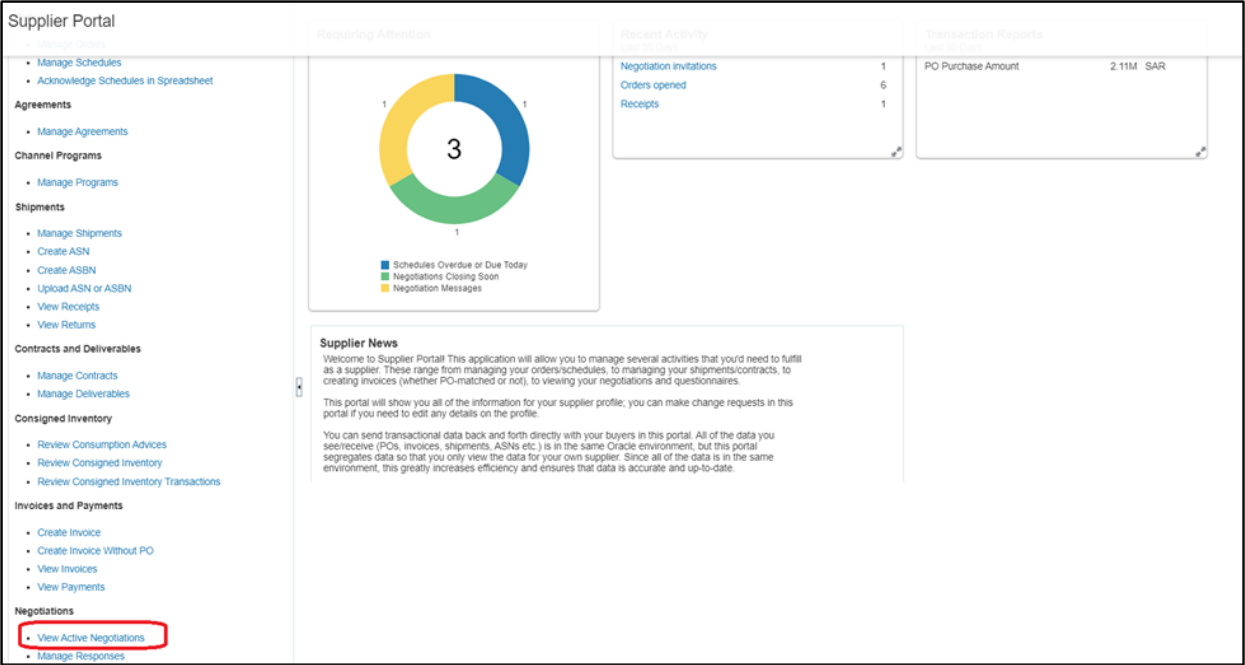 Supplier Portal
Manage Orders
Manage Schedules
Acknowledge Schedules in Spreadsheet
Agreements
Manage Agreements
Channel Programs
Manage Programs
Shipments
Manage Shipments
Create ASN
Create ASBN
Upload ASN or ASBN
View Receipts
View Returns
Contracts and Deliverables
Manage Contracts
Manage Deliverables
Consigned Inventory
Review Consumption Advices
Review Consigned Inventory
Review Consigned Inventory Transactions
Invoices and Payments
Create Invoice
Create Invoice Without PO
View Invoices
View Payments
Negotiations
View Active Negotiations
Manage Responses
Requiring Attention
1
1
3
1
Schedules Overdue or Due Today
Negotiations Closing Soon
Negotiation Messages
Recent Activity
Last 30 Days
Negotiation invitations 1
Orders opened 6
Receipts 1
Transaction Reports
Last 30 Days
PO Purchase Amount 2.11M SAR
Supplier News
Welcome to Supplier Portal! This application will allow you to manage several activities that you'd need to fulfill
as a supplier. These range from managing your orders/schedules, to managing your shipments/contracts, to
creating invoices (whether PO-matched or not), to viewing your negotiations and questionnaires.
This portal will show you all of the information for your supplier profile; you can make change requests in this
portal if you need to edit any details on the profile.
You can send transactional data back and forth directly with your buyers in this portal. All of the data you
see/receive (POs, invoices, shipments, ASNs etc.) is in the same Oracle environment, but this portal
segregates data so that you only view the data for your own supplier. Since all of the data is in the same
environment, this greatly increases efficiency and ensures that data is accurate and up-to-date.